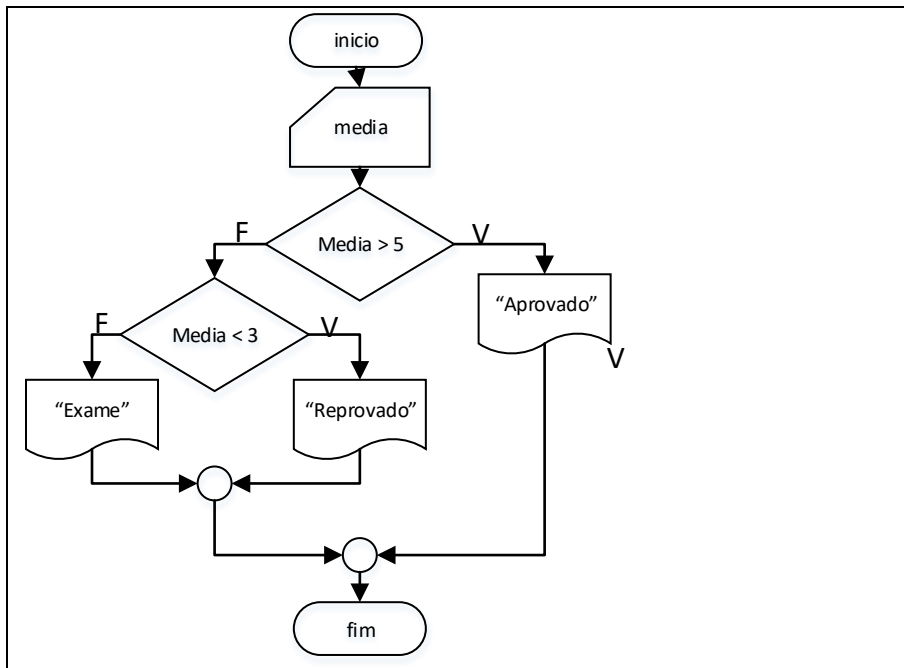 inicio
media
Media > 5
F
V
“Aprovado”
V
Media < 3
F
V
“Exame”
“Reprovado”
fim